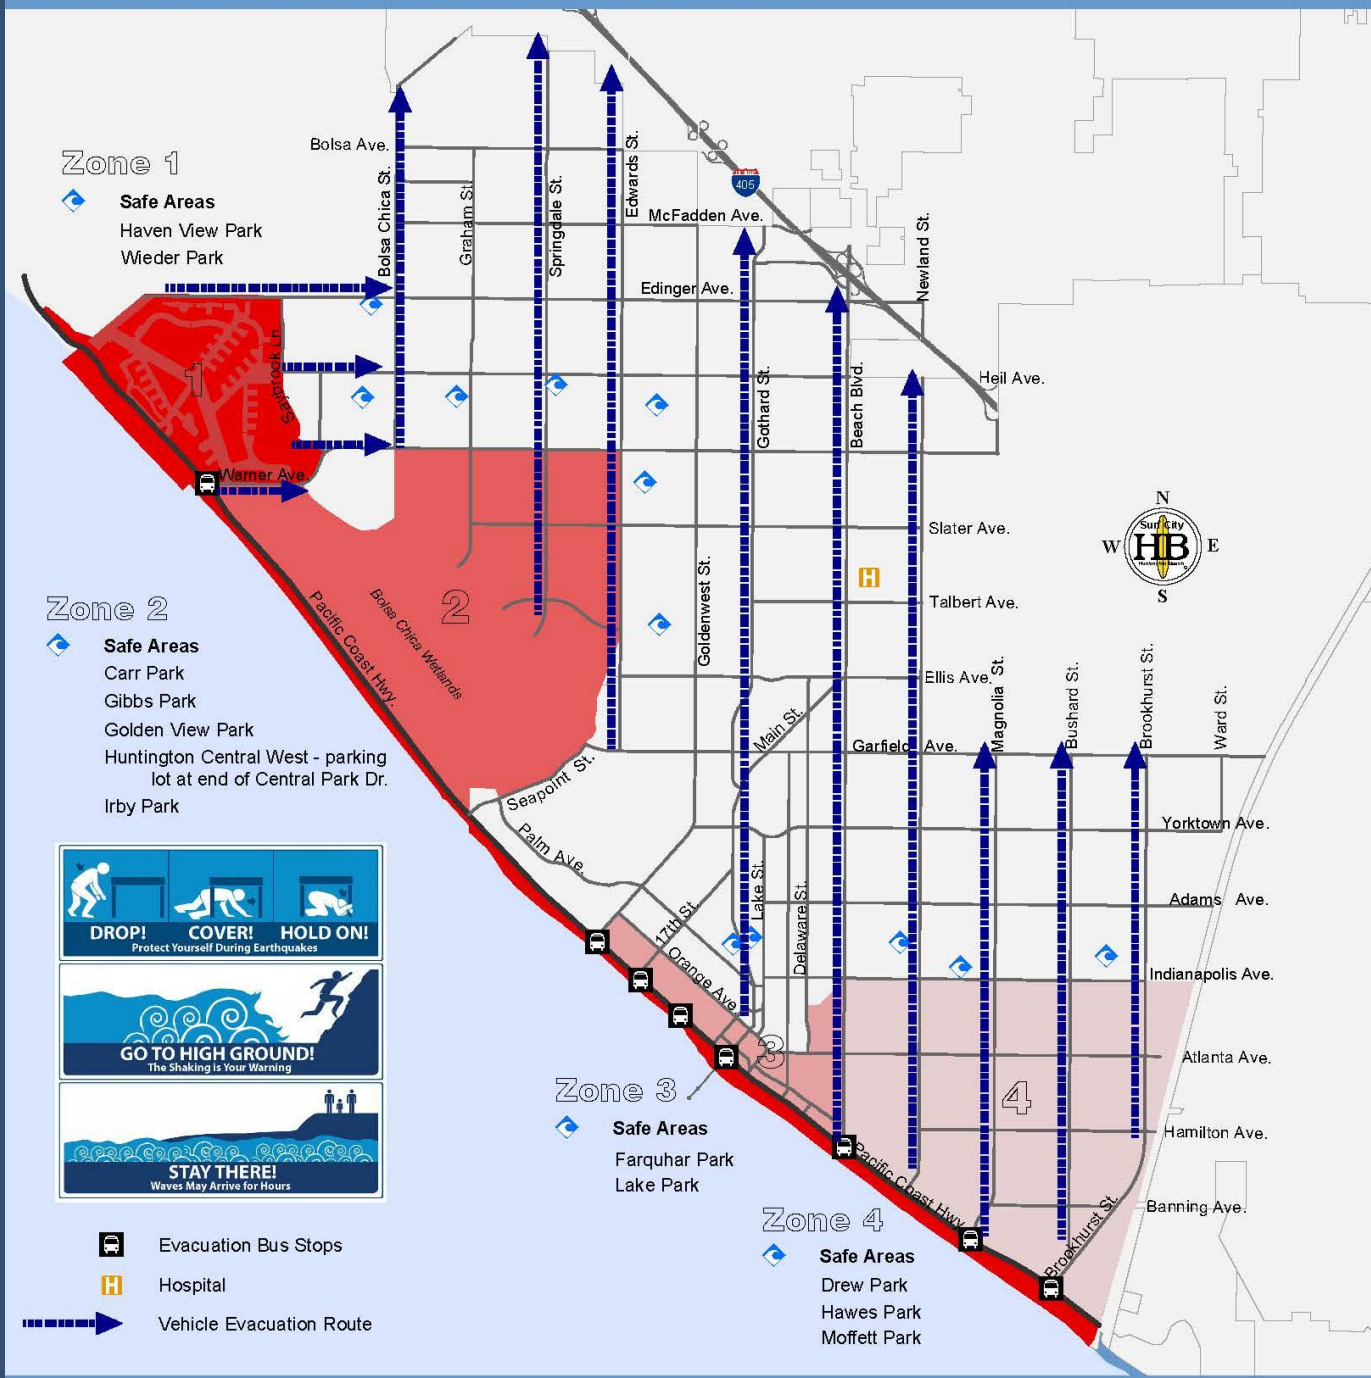 Zone 1
Safe Areas
Haven View Park
Wieder Park
Bolsa Ave.
Bolsa Chica St.
Graham St
Springdale St.
Edwards St.
405
McFadden Ave.
Newland St.
Edinger Ave.
1
Saybrook Ln
Gothard St.
Beach Blvd.
Heil Ave.
Warner Ave.
N
Surf City
W
HB
E
S
Slater Ave.
H
Talbert Ave.
Goldenwest St.
2
Bolsa Chica Wetlands
Pacific Coast Hwy.
Zone 2
Safe Areas
Carr Park
Gibbs Park
Golden View Park
Huntington Central West - parking
lot at end of Central Park Dr.
Irby Park
Ellis Ave.
Magnolia St.
Bushard St.
Brookhurst St.
Ward St.
Main St.
Garfield Ave.
Seapoint St.
Palm Ave.
Yorktown Ave.
17th St.
Lake St.
Delaware St.
Adams Ave.
Orange Ave.
Indianapolis Ave.
DROP!
COVER!
HOLD ON!
Protect Yourself During Earthquakes
GO TO HIGH GROUND!
The Shaking is Your Warning
STAY THERE!
Waves May Arrive for Hours
3
Atlanta Ave.
4
Zone 3
Safe Areas
Farquhar Park
Lake Park
Hamilton Ave.
Pacific Coast Hwy.
Banning Ave.
Brookhurst St.
Zone 4
Safe Areas
Drew Park
Hawes Park
Moffett Park
Evacuation Bus Stops
H
Hospital
Vehicle Evacuation Route